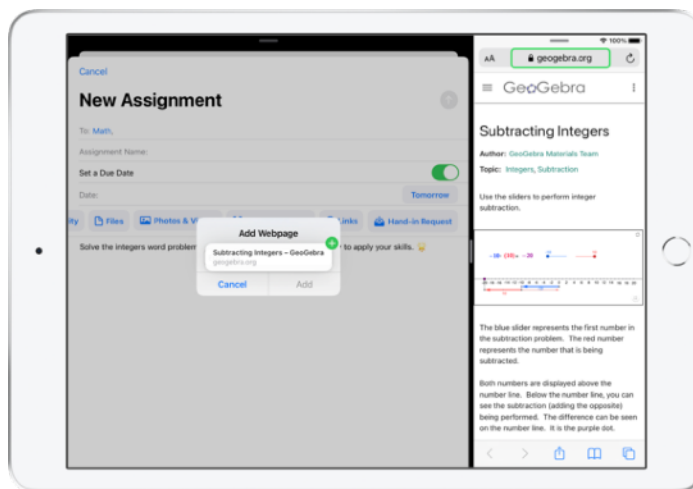 100%
Cancel
New Assignment
To: Math,
Assignment Name:
Set a Due Date
Date:
Tomorrow
Files
Photos & V
Links
Hand-in Request
Solve the integers word problem
to apply your skills.
Add Webpage
Subtracting Integers – GeoGebra
geogebra.org
Cancel
Add
AA
geogebra.org
GeoGebra
Subtracting Integers
Author: GeoGebra Materials Team
Topic: Integers, Subtraction
Use the sliders to perform integer
subtraction.
The blue slider represents the first number in
the subtraction problem. The red number
represents the number that is being
subtracted.
Both numbers are displayed above the
number line. Below the number line, you can
see the subtraction (adding the opposite)
being performed. The difference can be seen
on the number line. It is the purple dot.